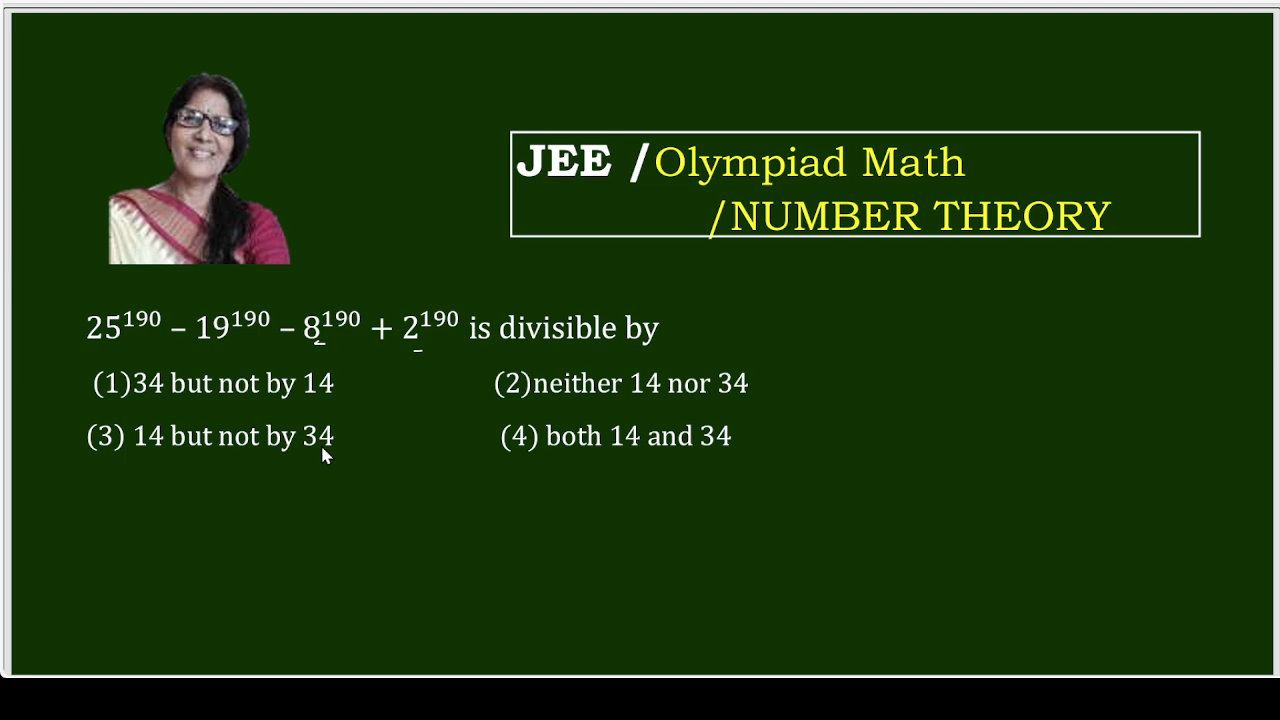 JEE /Olympiad Math
/NUMBER THEORY
25¹⁹⁰ – 19¹⁹⁰ – 8¹⁹⁰ + 2¹⁹⁰ is divisible by
(1)34 but not by 14 (2)neither 14 nor 34
(3) 14 but not by 34 (4) both 14 and 34